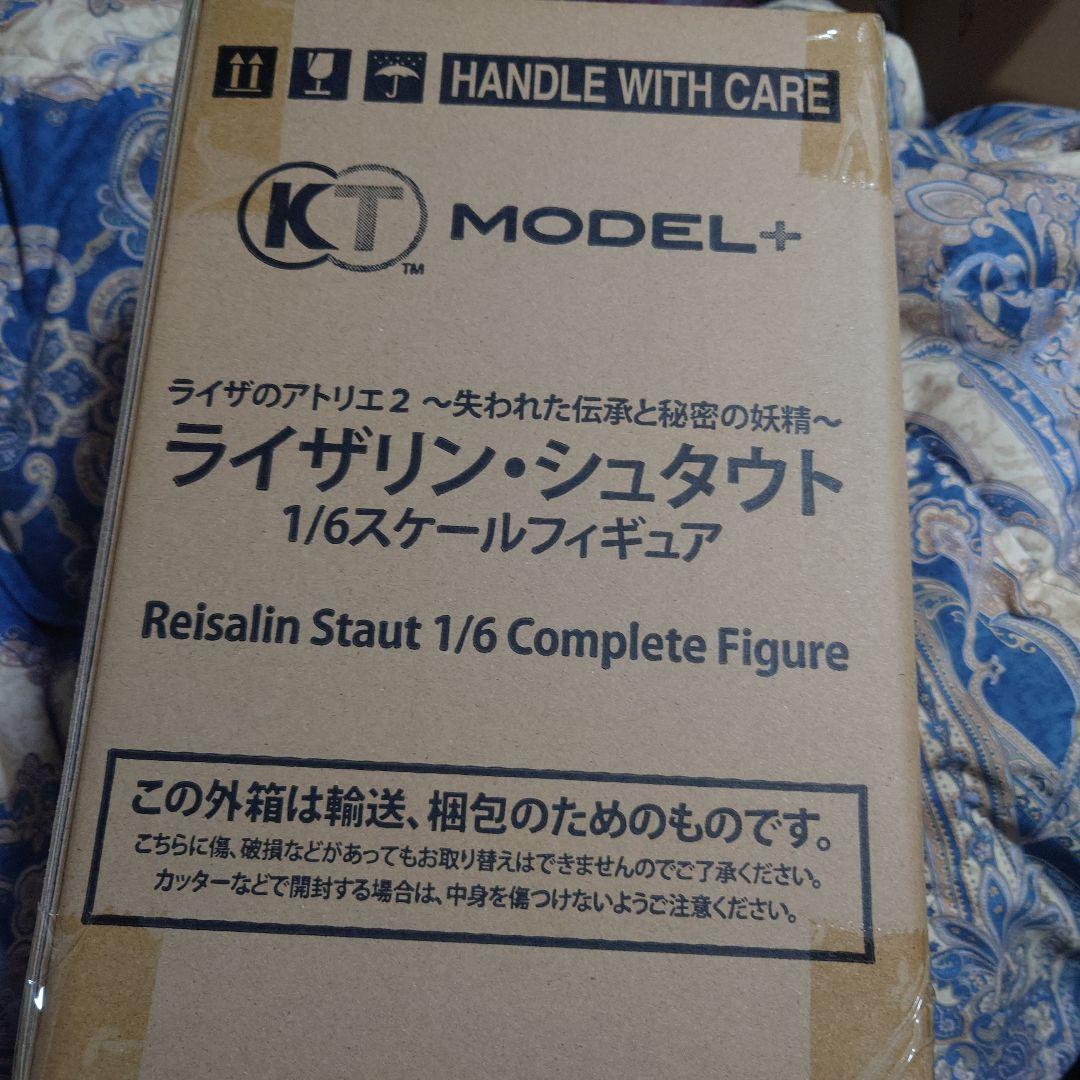 HANDLE WITH CARE
KT MODEL+
TM
ライザのアトリエ2 ～失われた伝承と秘密の妖精～
ライザリン・シュタウト
1/6スケールフィギュア
Reisalin Staut 1/6 Complete Figure
この外箱は輸送、梱包のためのものです。
こちらに傷、破損などがあってもお取り替えはできませんのでご了承ください。
カッターなどで開封する場合は、中身を傷つけないようご注意ください。